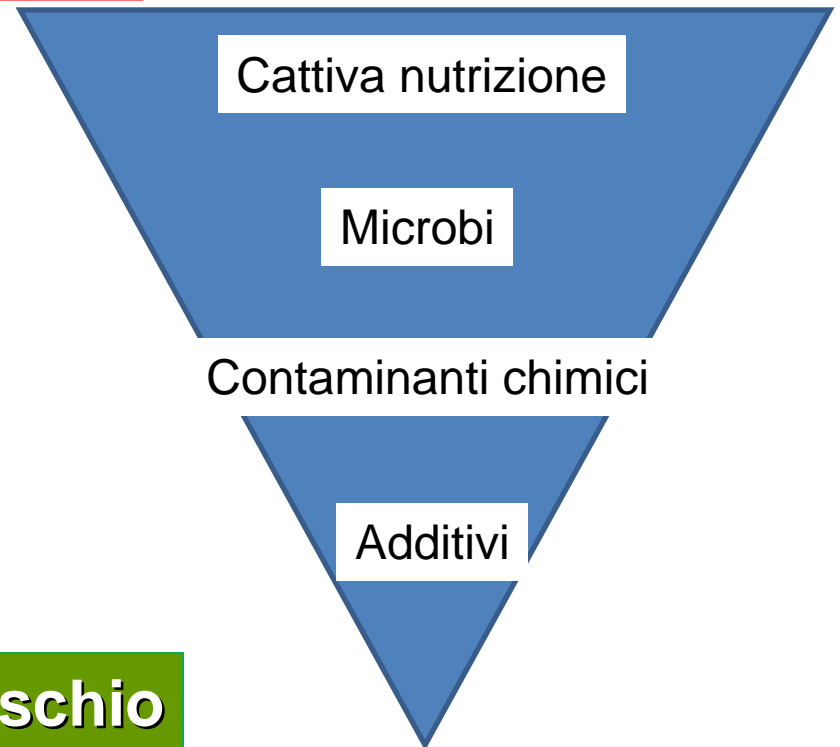 Cattiva nutrizione
Microbi
Contaminanti chimici
Additivi
schio